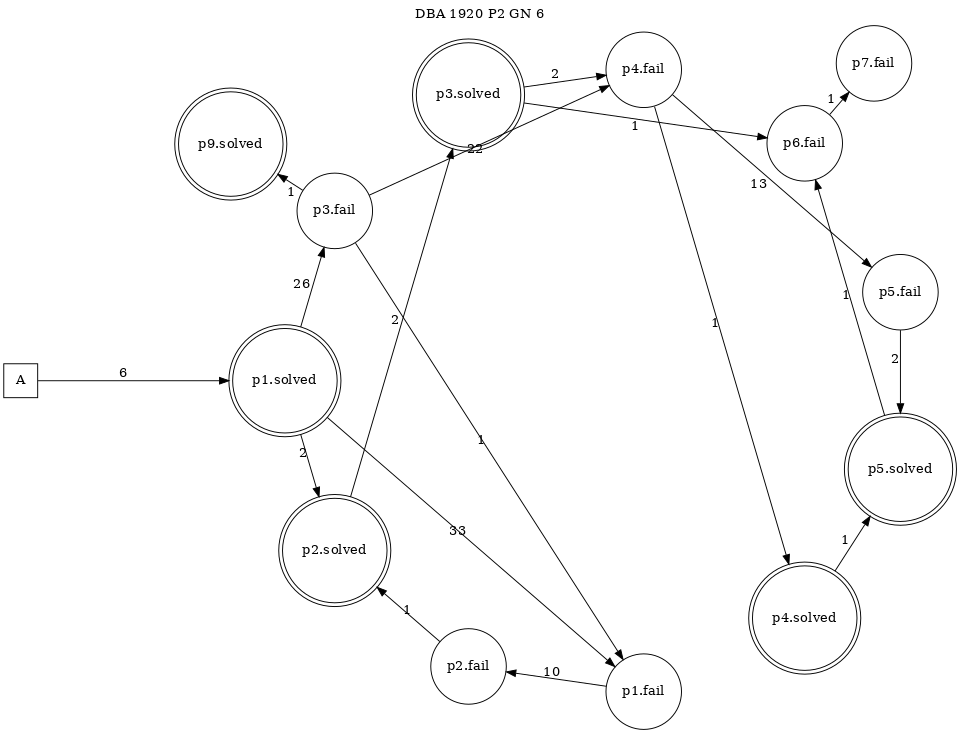 DBA 1920 P2 GN 6
p7.fail
p4.fail
2
p3.solved
1
1
p6.fail
p9.solved
22
13
1
p3.fail
26
p5.fail
1
2
1
2
6
p1.solved
A
1
2
p5.solved
33
1
p2.solved
1
p4.solved
p2.fail
10
p1.fail